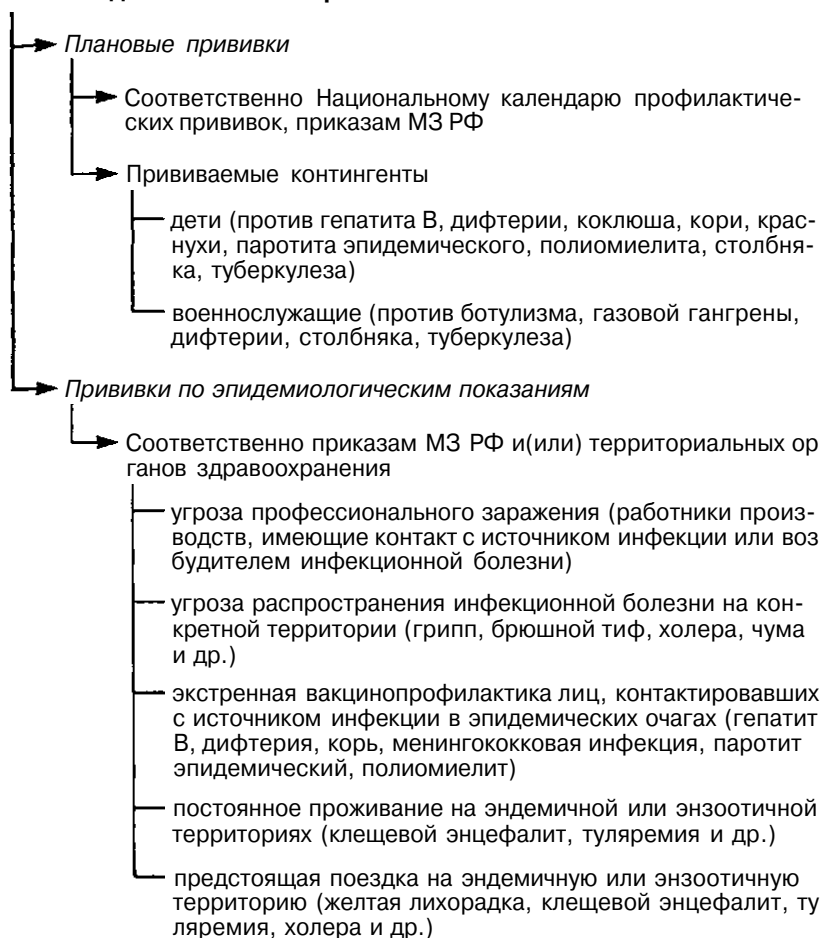 Плановые прививки
Соответственно Национальному календарю профилактиче-
ских прививок, приказам МЗ РФ
Прививаемые контингенты
дети (против гепатита В, дифтерии, коклюша, кори, крас-
нухи, паротита эпидемического, полиомиелита, столбня-
ка, туберкулеза)
военнослужащие (против ботулизма, газовой гангрены,
дифтерии, столбняка, туберкулеза)
Прививки по эпидемиологическим показаниям
Соответственно приказам МЗ РФ и(или) территориальных ор
ганов здравоохранения
угроза профессионального заражения (работники произ-
водств, имеющие контакт с источником инфекции или воз
будителем инфекционной болезни)
угроза распространения инфекционной болезни на кон-
кретной территории (грипп, брюшной тиф, холера, чума
и др.)
экстренная вакцинопрофилактика лиц, контактировавших
с источником инфекции в эпидемических очагах (гепатит
В, дифтерия, корь, менингококковая инфекция, паротит
эпидемический, полиомиелит)
постоянное проживание на эндемичной или энзоотичной
территориях (клещевой энцефалит, туляремия и др.)
предстоящая поездка на эндемичную или энзоотичную
территорию (желтая лихорадка, клещевой энцефалит, ту
ляремия, холера и др.)